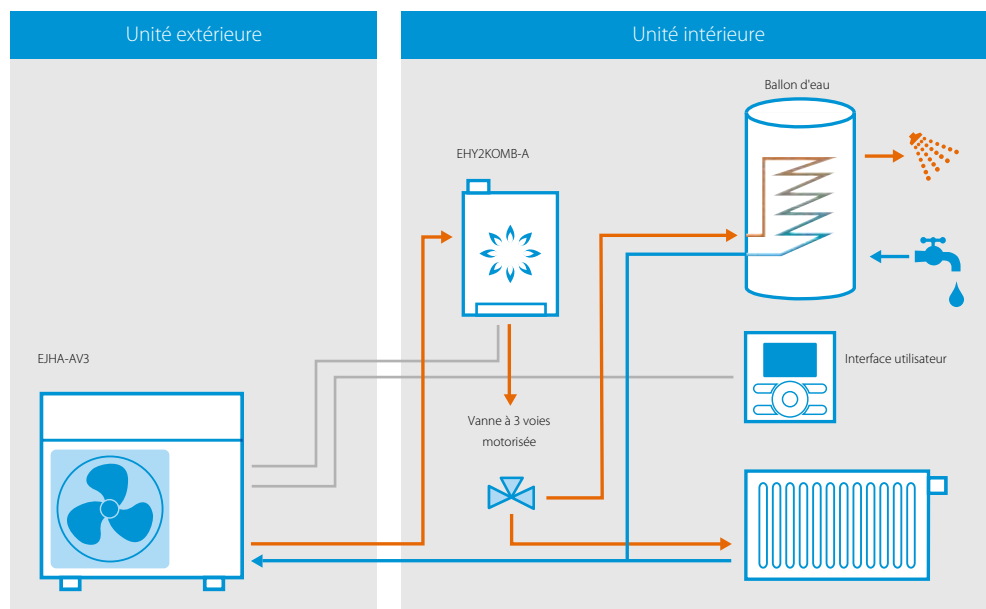 Unité extérieure
Unité intérieure
Ballon d'eau
EHY2KOMB-A
EJHA-AV3
Interface utilisateur
Vanne à 3 voies
motorisée